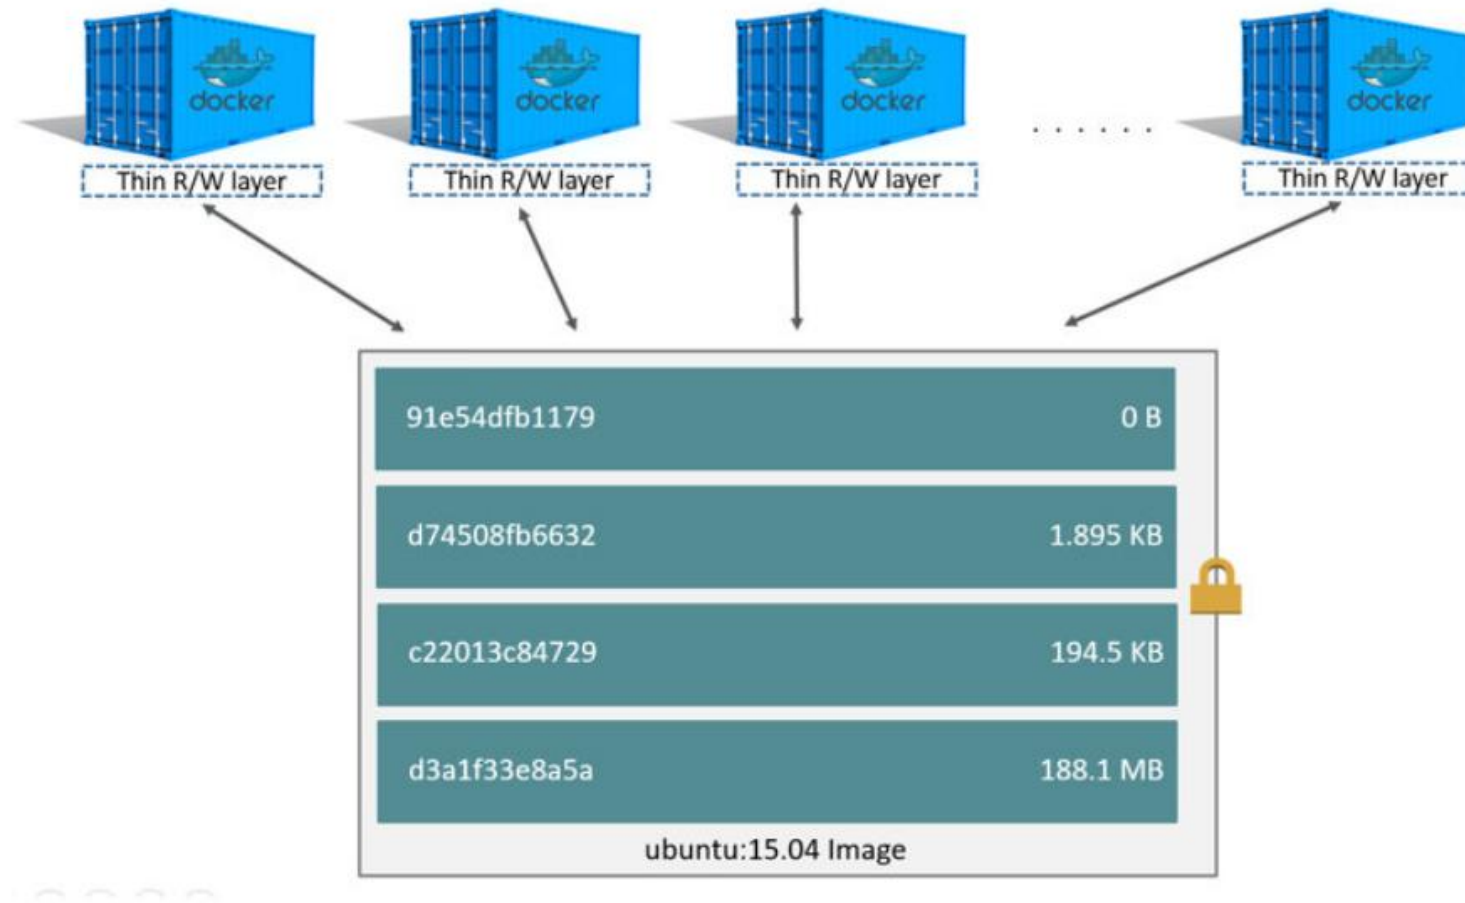 docker docker docker docker
. . . . . .
Thin R/W layer Thin R/W layer Thin R/W layer Thin R/W layer
91e54dfb1179 0 B
d74508fb6632 1.895 KB
c22013c84729 194.5 KB
d3a1f33e8a5a 188.1 MB
ubuntu:15.04 Image